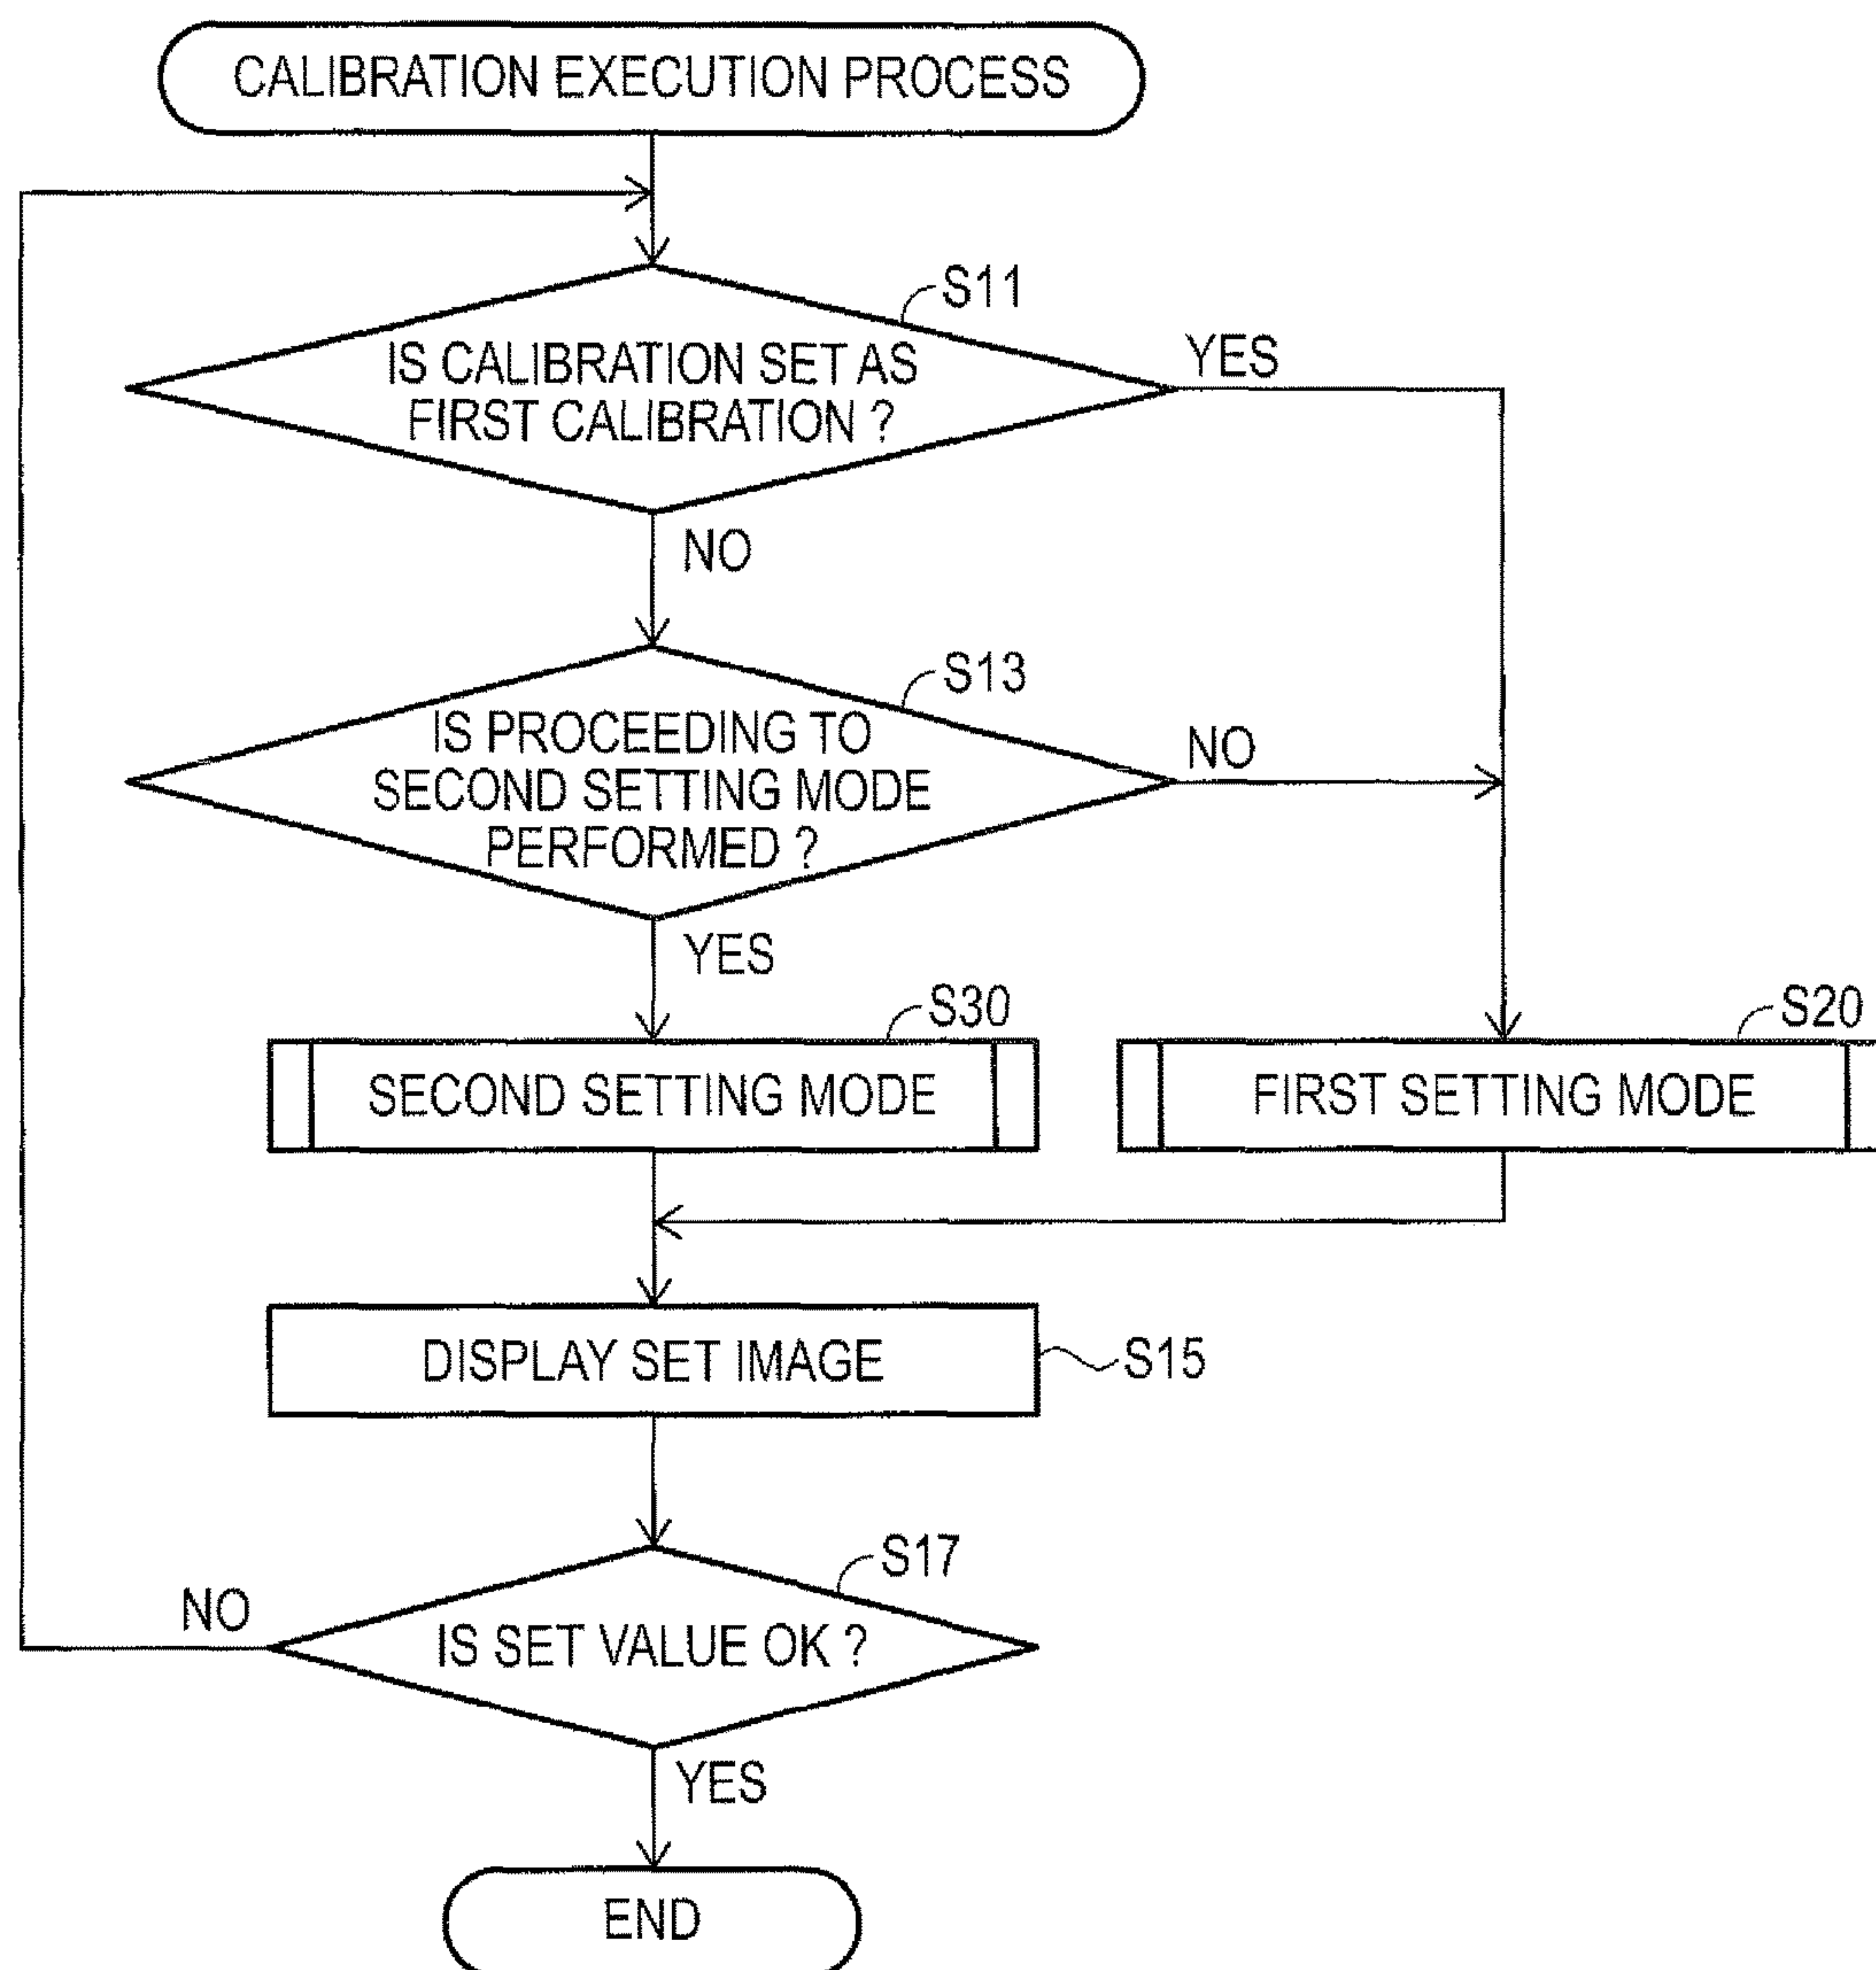 CALIBRATION EXECUTION PROCESS
S11
IS CALIBRATION SET AS
FIRST CALIBRATION ?
YES
NO
S13
IS PROCEEDING TO
SECOND SETTING MODE
PERFORMED ?
NO
YES
S30
SECOND SETTING MODE
S20
FIRST SETTING MODE
DISPLAY SET IMAGE
S15
S17
IS SET VALUE OK ?
NO
YES
END